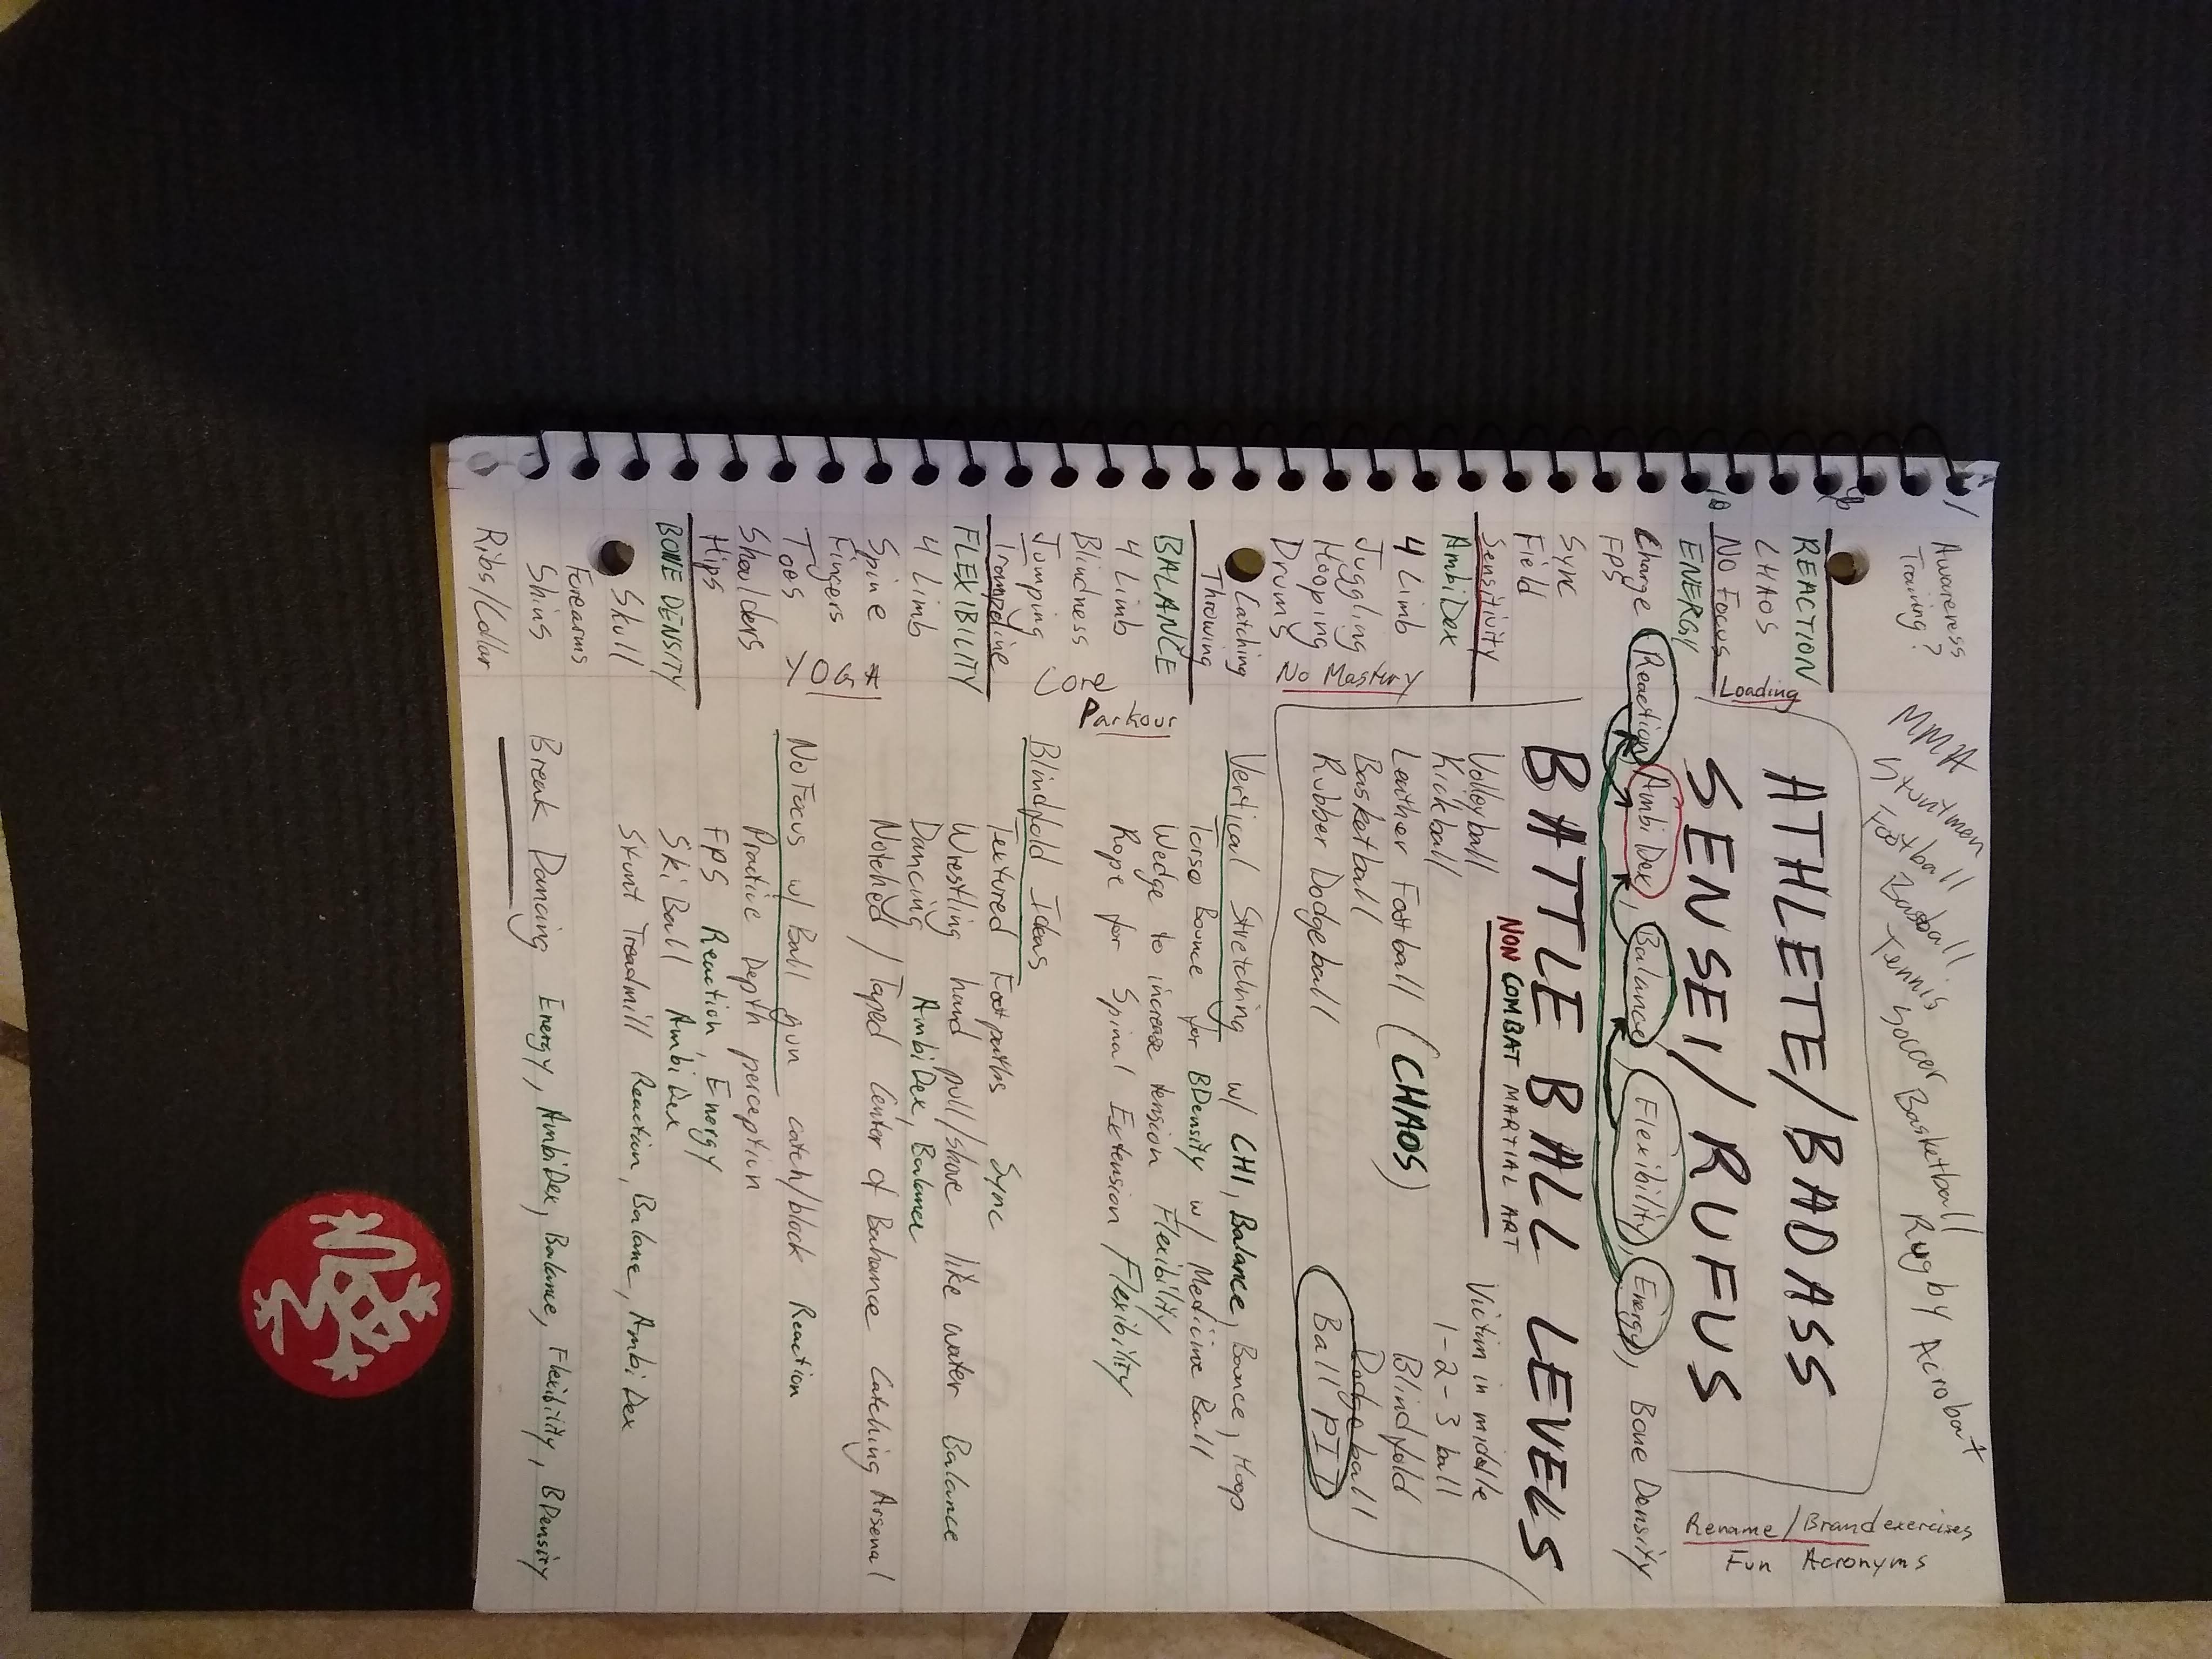 Awareness
Training?
MMA Stuntmen Football Baseball Tennis Soccer Basketball Rugby Acrobat
Rename/Brand exercises
Fun Acronyms
REACTION
CHAOS
No Focus
Loading
ENERGY
Charge
FPS
Sync
Field
Sensitivity
AmbiDex
4 Limb
Juggling
Hooping
Drums
No Mastery
Catching
Throwing
BALANCE
4 Limb
Blindness
Jumping
Trampoline
Core
Parkour
FLEXIBILITY
4 Limb
Spine
Fingers
Toes
Shoulders
Hips
YOGA
BONE DENSITY
Skull
Forearms
Shins
Ribs/Collar
ATHLETE/BADASS
SENSEI/RUFUS
Reaction, AmbiDex, Balance, Flexibility, Energy, Bone Density
BATTLE BALL LEVELS
NON COMBAT MARTIAL ART
Volleyball
Kickball
Leather Football (CHAOS)
Basketball
Rubber Dodgeball
Victim in middle
1-2-3 ball
Blindfold
Dodgeball
Ball PIT
Vertical Stretching w/ CHI, Balance, Bounce, Hoop
Torso Bounce for BDensity w/ Medicine Ball
Wedge to increase tension Flexibility
Rope for Spinal Extension Flexibility
Blindfold Ideas
Textured Footpaths Sync
Wrestling hand pull/shove like water Balance
Dancing AmbiDex, Balance
Notched/Taped Center of Balance Catching Arsenal
No Focus w/ Ball gun catch/block Reaction
Practice Depth perception
FPS Reaction, Energy
SkiBall AmbiDex
Stunt Treadmill Reaction, Balance, AmbiDex
Break Dancing Energy, AmbiDex, Balance, Flexibility, BDensity